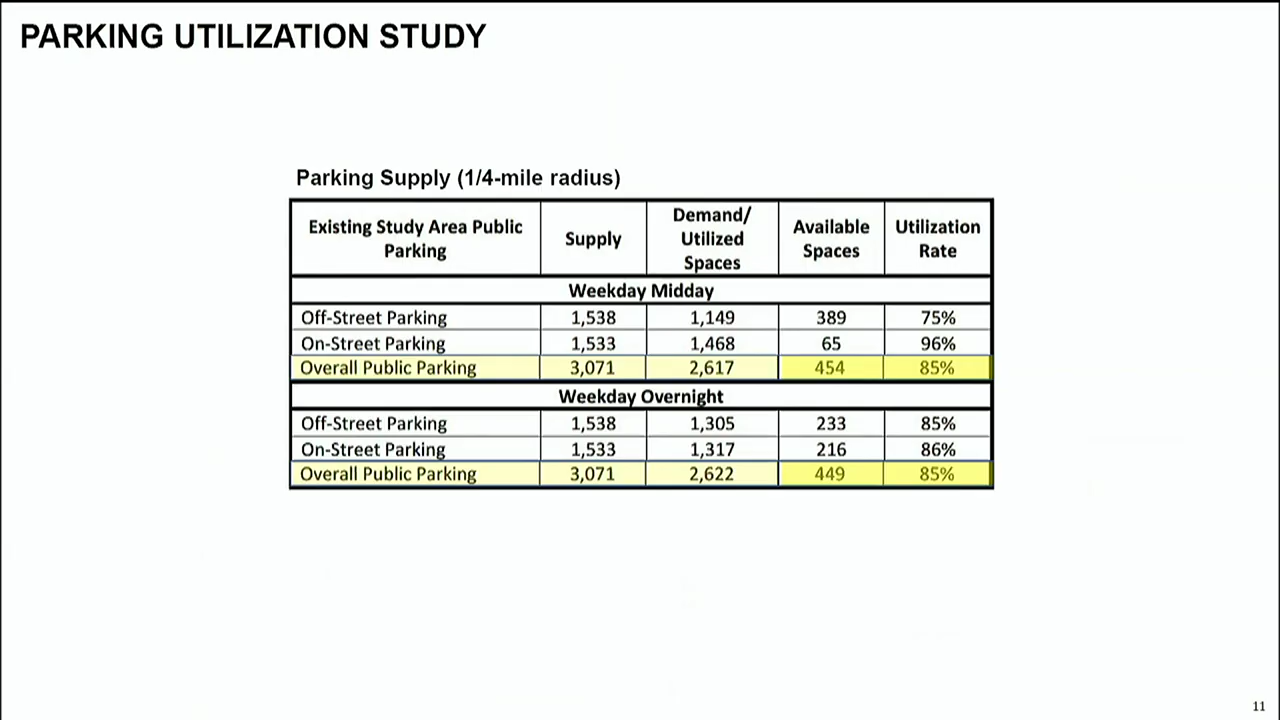 PARKING UTILIZATION STUDY
Parking Supply (1/4-mile radius)
Existing Study Area Public Parking Supply Demand/ Utilized Spaces Available Spaces Utilization Rate
Weekday Midday
Off-Street Parking 1,538 1,149 389 75%
On-Street Parking 1,533 1,468 65 96%
Overall Public Parking 3,071 2,617 454 85%
Weekday Overnight
Off-Street Parking 1,538 1,305 233 85%
On-Street Parking 1,533 1,317 216 86%
Overall Public Parking 3,071 2,622 449 85%
11